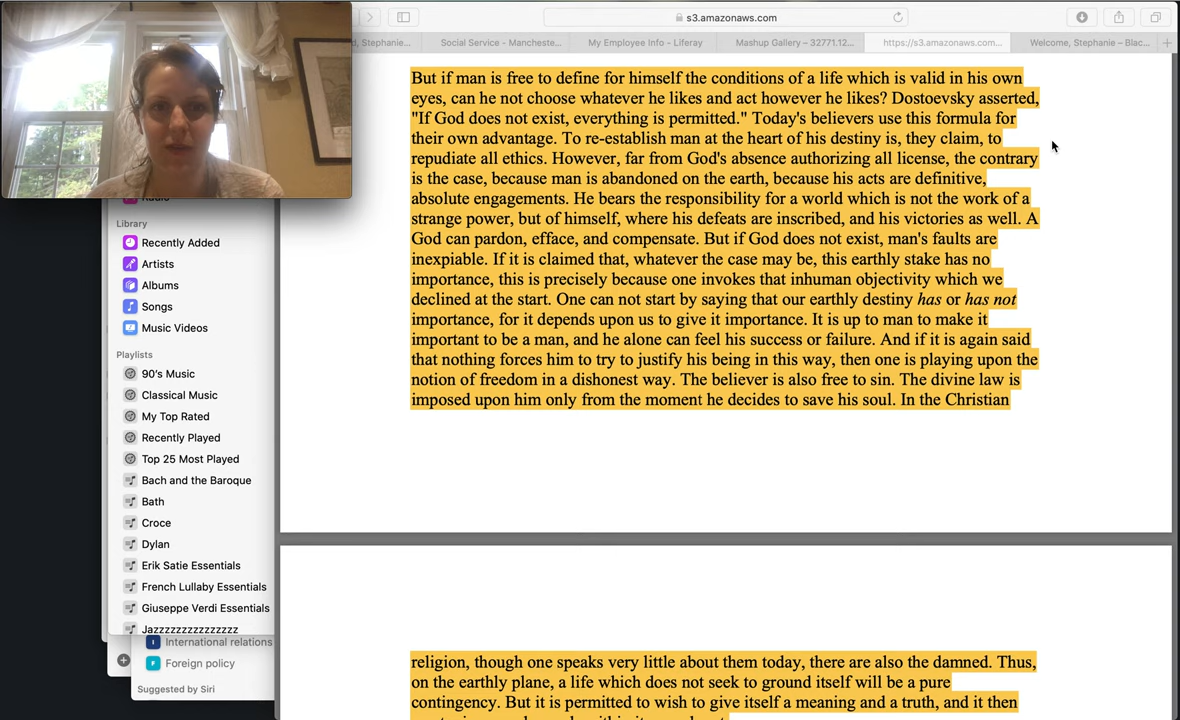 s3.amazonaws.com
d, Stephanie...
Social Service - Mancheste...
My Employee Info - Liferay
Mashup Gallery – 32771.12...
https://s3.amazonaws.com...
Welcome, Stephanie – Blac...
But if man is free to define for himself the conditions of a life which is valid in his own
eyes, can he not choose whatever he likes and act however he likes? Dostoevsky asserted,
"If God does not exist, everything is permitted." Today's believers use this formula for
their own advantage. To re-establish man at the heart of his destiny is, they claim, to
repudiate all ethics. However, far from God's absence authorizing all license, the contrary
is the case, because man is abandoned on the earth, because his acts are definitive,
absolute engagements. He bears the responsibility for a world which is not the work of a
strange power, but of himself, where his defeats are inscribed, and his victories as well. A
God can pardon, efface, and compensate. But if God does not exist, man's faults are
inexpiable. If it is claimed that, whatever the case may be, this earthly stake has no
importance, this is precisely because one invokes that inhuman objectivity which we
declined at the start. One can not start by saying that our earthly destiny has or has not
importance, for it depends upon us to give it importance. It is up to man to make it
important to be a man, and he alone can feel his success or failure. And if it is again said
that nothing forces him to try to justify his being in this way, then one is playing upon the
notion of freedom in a dishonest way. The believer is also free to sin. The divine law is
imposed upon him only from the moment he decides to save his soul. In the Christian
religion, though one speaks very little about them today, there are also the damned. Thus,
on the earthly plane, a life which does not seek to ground itself will be a pure
contingency. But it is permitted to wish to give itself a meaning and a truth, and it then
Radio
Library
Recently Added
Artists
Albums
Songs
Music Videos
Playlists
90's Music
Classical Music
My Top Rated
Recently Played
Top 25 Most Played
Bach and the Baroque
Bath
Croce
Dylan
Erik Satie Essentials
French Lullaby Essentials
Giuseppe Verdi Essentials
Jazzzzzzzzzzzzzzz
International relations
Foreign policy
Suggested by Siri